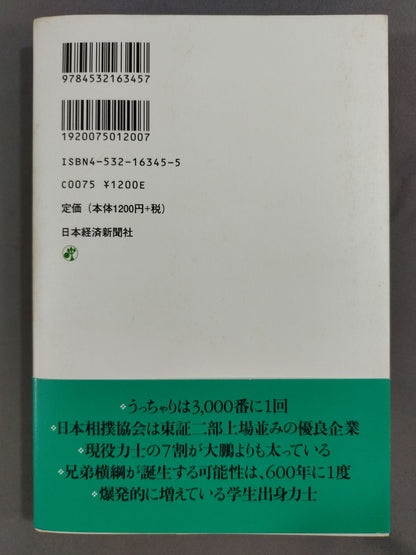 9784532163457
1920075012007
ISBN4-532-16345-5
C0075 ¥1200E
定価（本体1200円+税）
日本経済新聞社
❖うっちゃりは3,000番に1回
❖日本相撲協会は東証二部上場並みの優良企業
❖現役力士の7割が大鵬よりも太っている
❖兄弟横綱が誕生する可能性は、600年に1度
❖爆発的に増えている学生出身力士